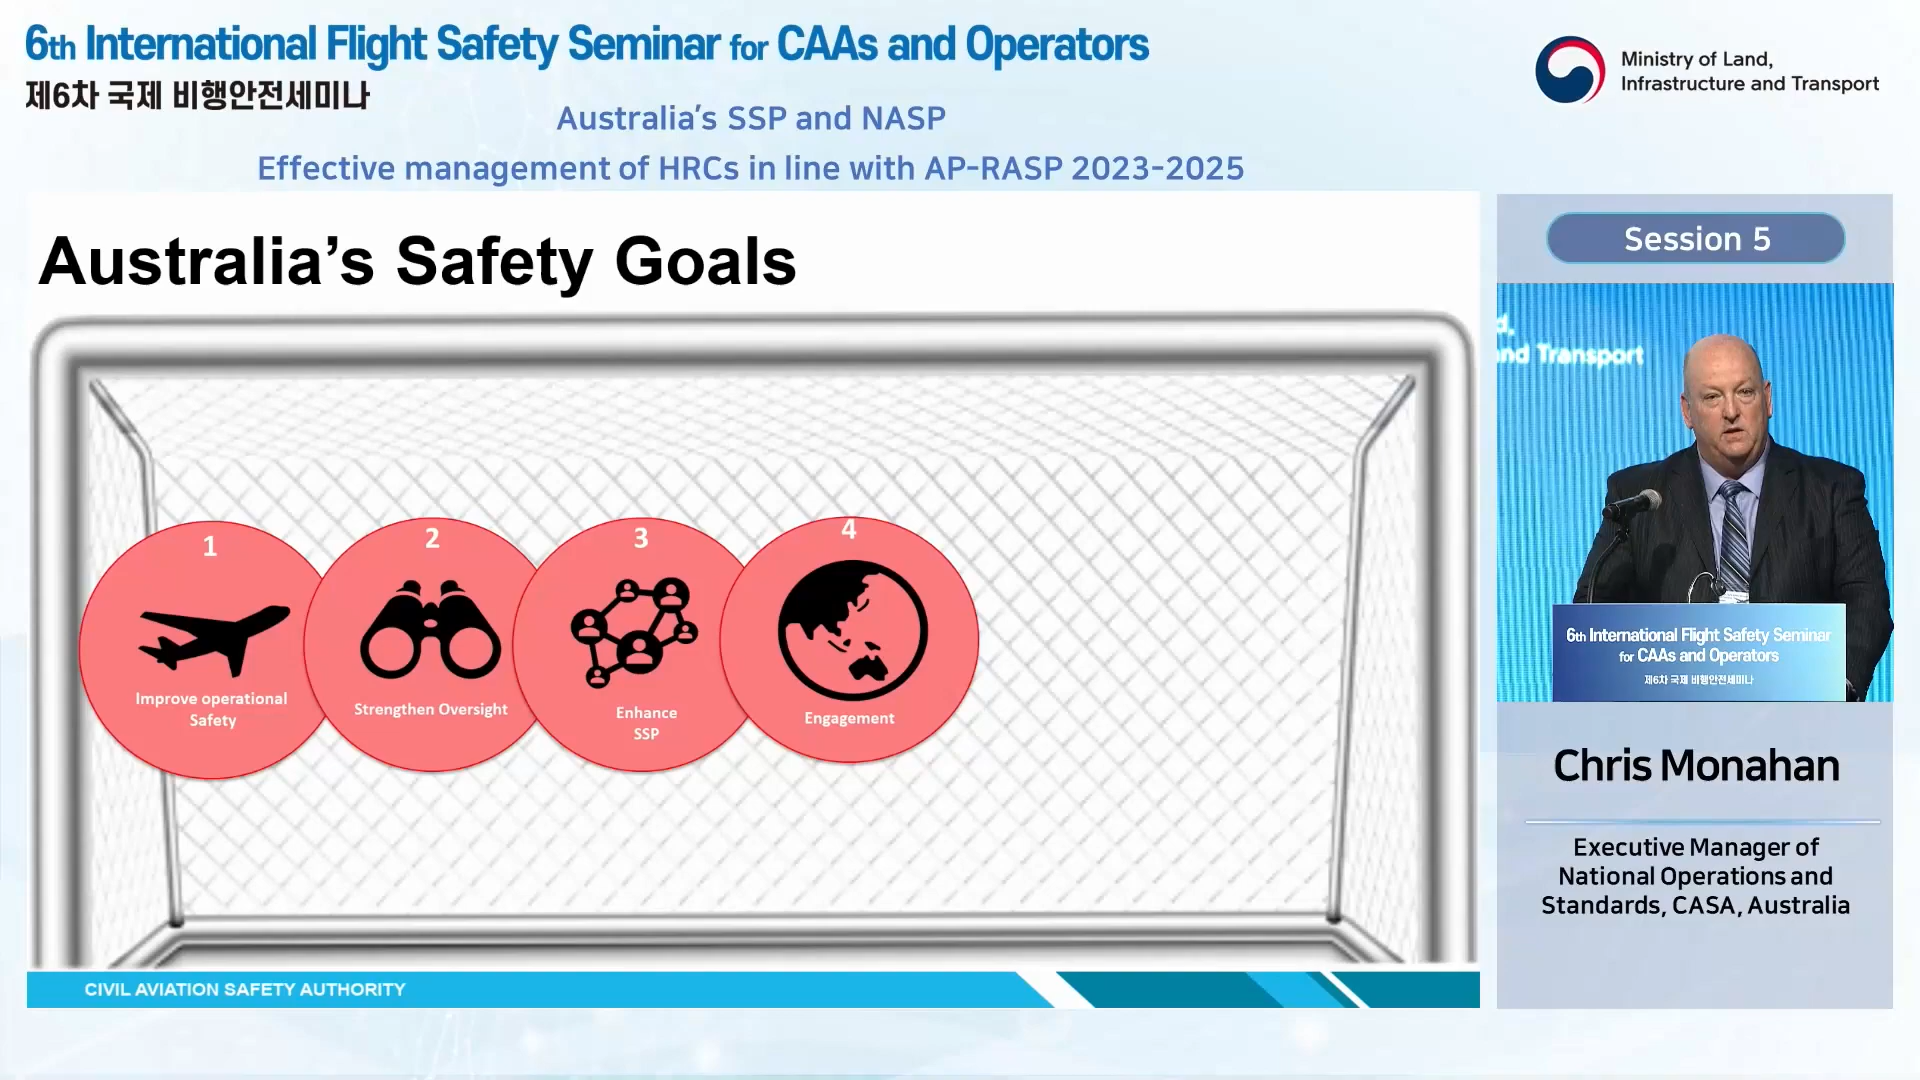 6th International Flight Safety Seminar for CAAs and Operators
제6차 국제 비행안전세미나
Ministry of Land,
Infrastructure and Transport
Australia's SSP and NASP
Effective management of HRCs in line with AP-RASP 2023-2025
Australia's Safety Goals
1
Improve operational
Safety
2
Strengthen Oversight
3
Enhance
SSP
4
Engagement
CIVIL AVIATION SAFETY AUTHORITY
Session 5
d,
nd Transport
6th International Flight Safety Seminar
for CAAs and Operators
제6차 국제 비행안전세미나
Chris Monahan
Executive Manager of
National Operations and
Standards, CASA, Australia